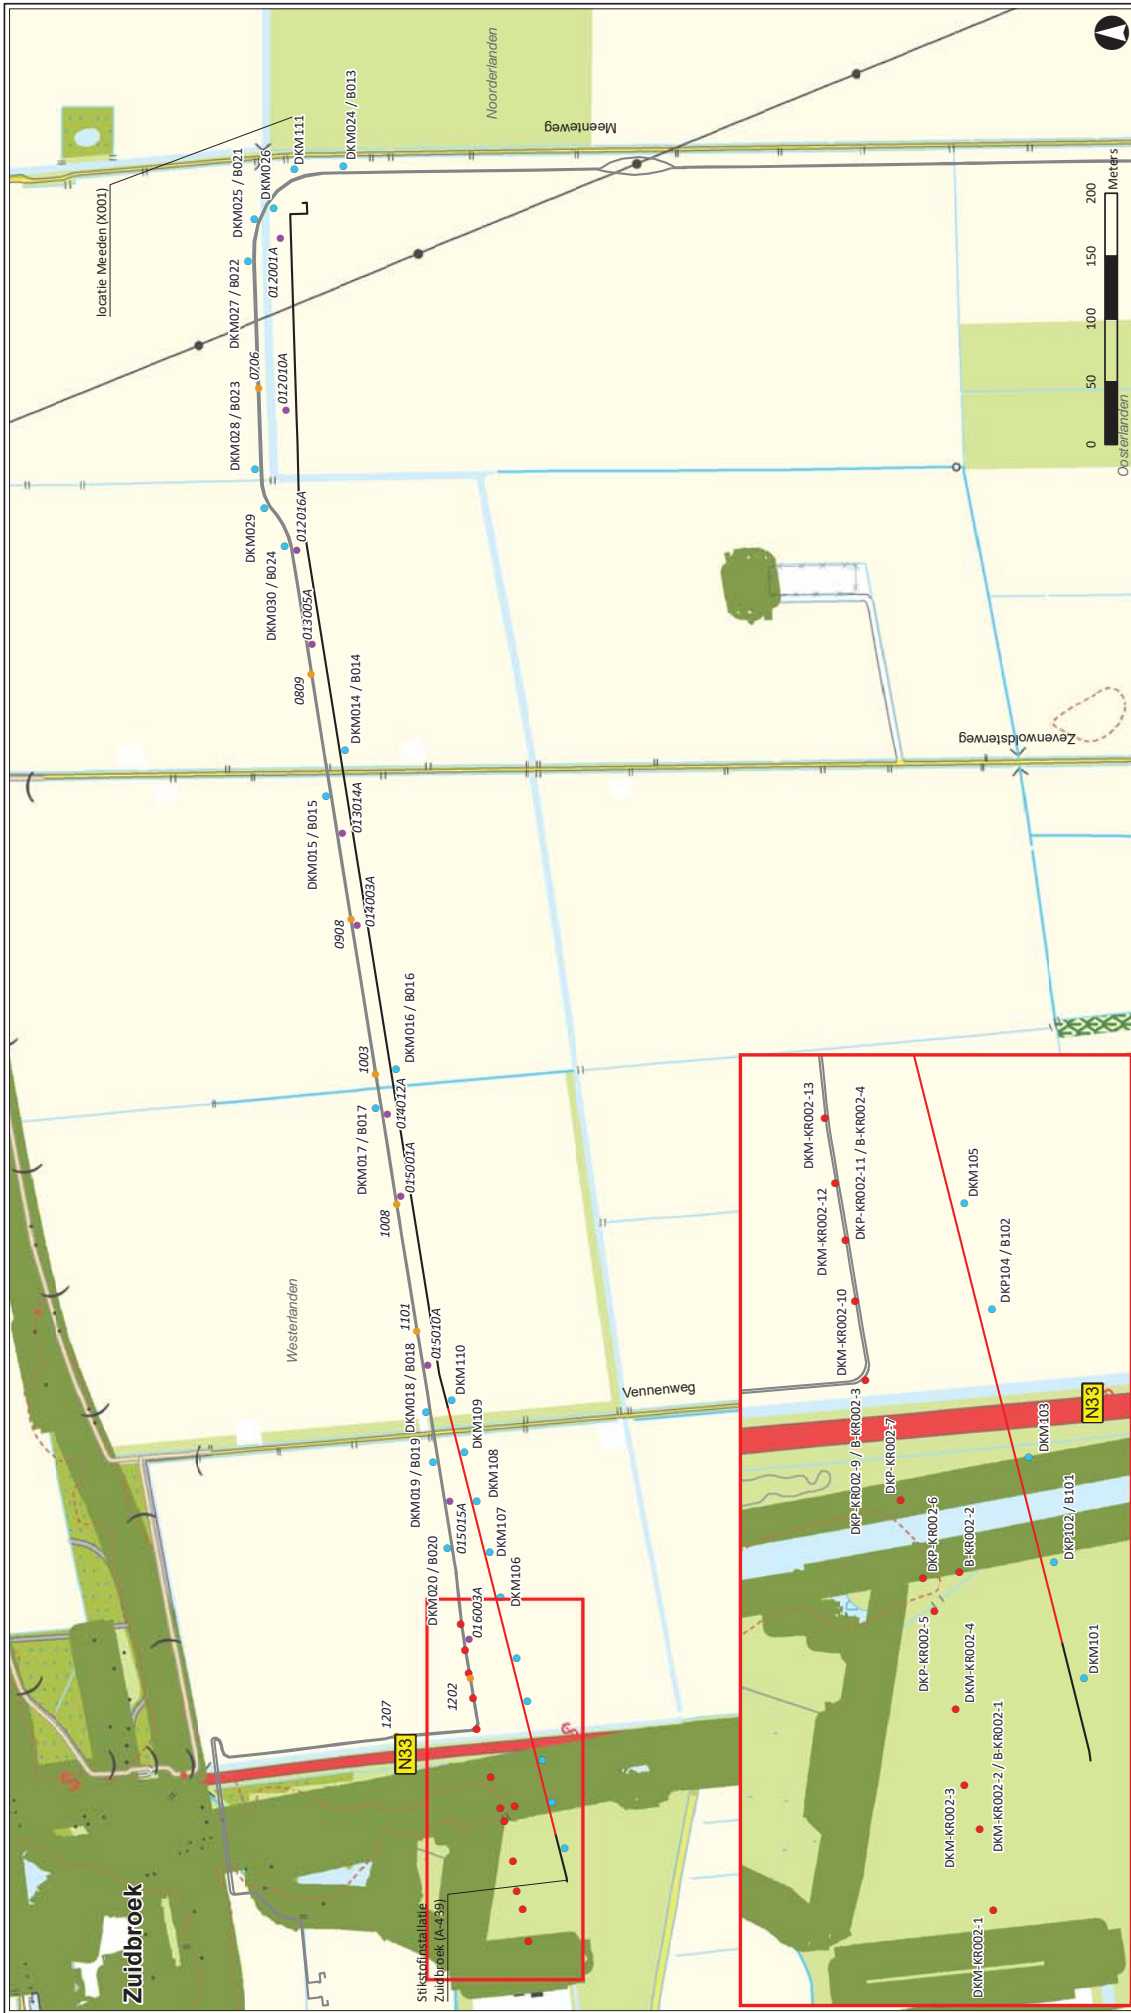 Zuidbroek
Stikstofinstallatie
Zuidbroek (A-439)
N33
1207
1202
016003A
DKM020 / B020
015015A
DKM019 / B019
DKM018 / B018
015010A
1101
DKM106
DKM107
DKM108
DKM109
DKM110
Vennenweg
Westerlanden
1008
015001A
DKM017 / B017
014012A
1003
DKM016 / B016
0908
014003A
DKM015 / B015
013014A
DKM014 / B014
Zevenwoldsterweg
0809
013005A
DKM030 / B024
012016A
DKM029
DKM028 / B023
0706
012010A
DKM027 / B022
012001A
DKM025 / B021
DKM026
DKM111
DKM024 / B013
locatie Meeden (X001)
Meenteweg
Noorderlanden
Oosterlanden
0 50 100 150 200
Meters
DKM-KR002-1
DKM-KR002-2 / B-KR002-1
DKM-KR002-3
DKM-KR002-4
DKP-KR002-5
DKP-KR002-6
B-KR002-2
DKP-KR002-7
DKP-KR002-9 / B-KR002-3
DKM-KR002-10
DKP-KR002-11 / B-KR002-4
DKM-KR002-12
DKM-KR002-13
DKM101
DKP102 / B101
DKM103
N33
DKP104 / B102
DKM105